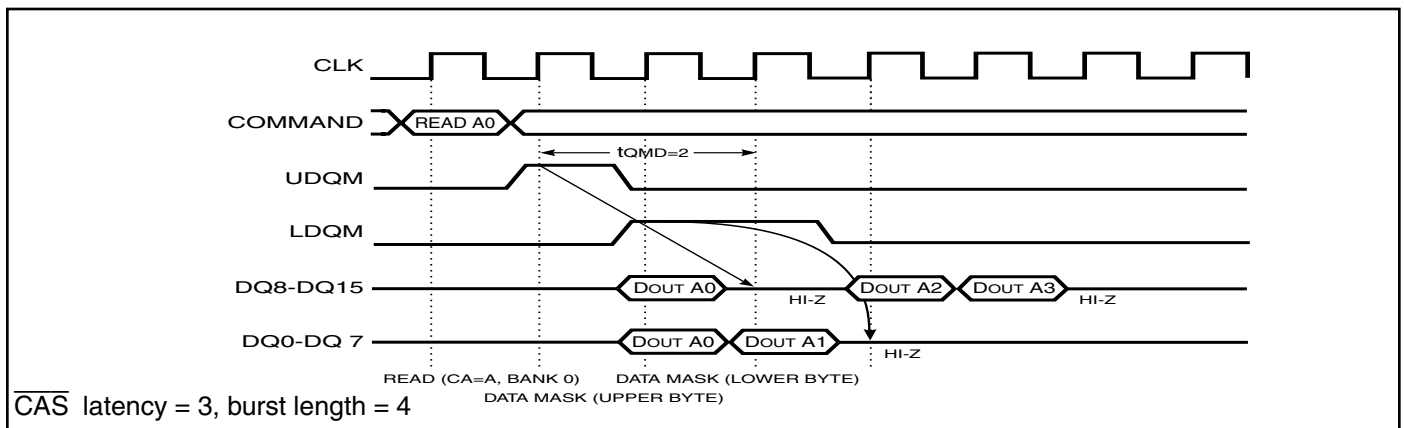 CLK
COMMAND READ A0
tQMD=2
UDQM
LDQM
DQ8-DQ15 DOUT A0 HI-Z DOUT A2 DOUT A3 HI-Z
DQ0-DQ 7 DOUT A0 DOUT A1 HI-Z
READ (CA=A, BANK 0) DATA MASK (LOWER BYTE)
DATA MASK (UPPER BYTE)
CAS latency = 3, burst length = 4